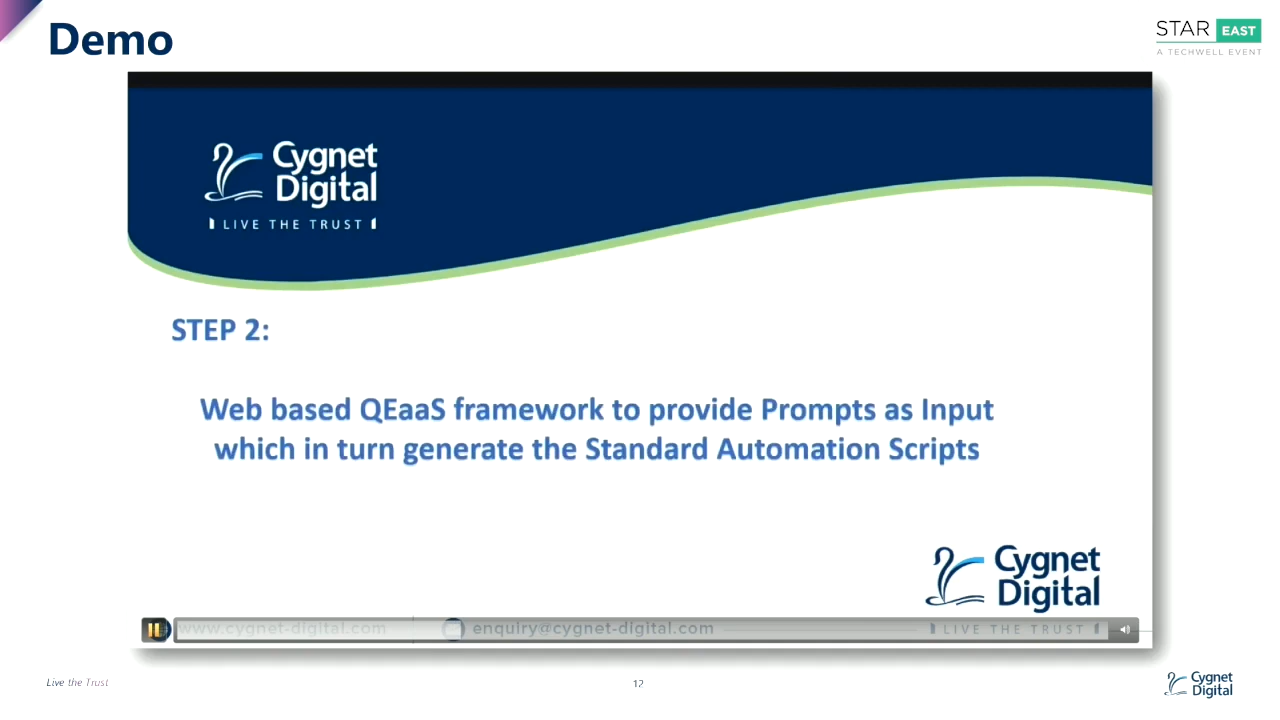 Demo
STAR EAST
A TECHWELL EVENT
Cygnet
Digital
LIVE THE TRUST
STEP 2:
Web based QEaaS framework to provide Prompts as Input
which in turn generate the Standard Automation Scripts
Cygnet
Digital
www.cygnet-digital.com
enquiry@cygnet-digital.com
LIVE THE TRUST
Live the Trust
12
Cygnet
Digital